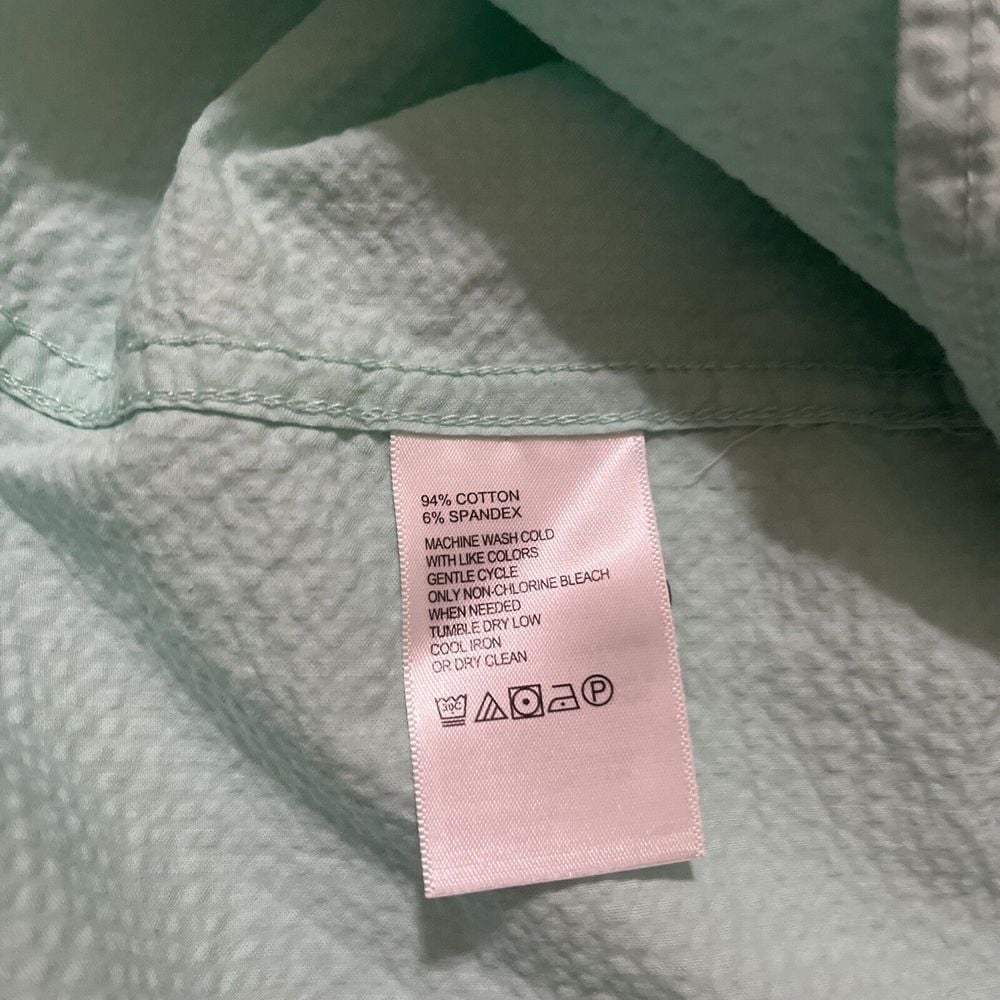 94% COTTON
6% SPANDEX
MACHINE WASH COLD
WITH LIKE COLORS
GENTLE CYCLE
ONLY NON-CHLORINE BLEACH
WHEN NEEDED
TUMBLE DRY LOW
COOL IRON
OR DRY CLEAN
30C P